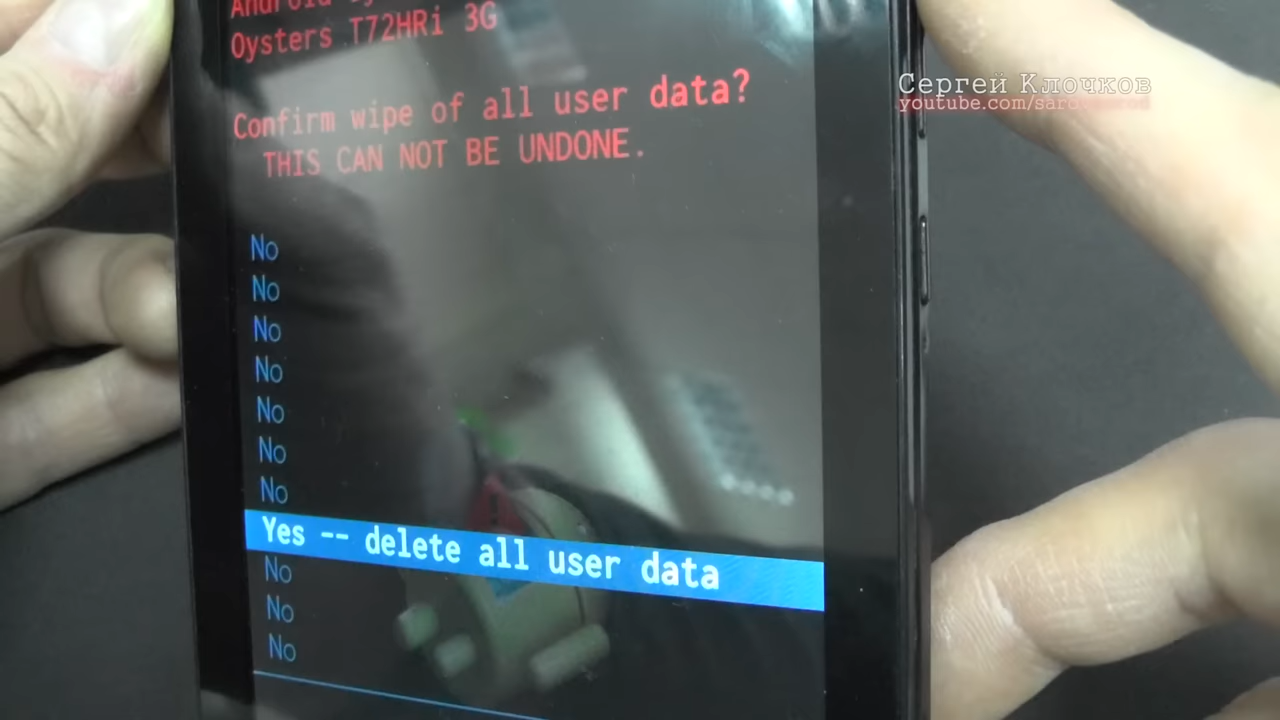 Oysters T72HRi 3G
Confirm wipe of all user data?
THIS CAN NOT BE UNDONE.
No
No
No
No
No
No
No
Yes -- delete all user data
No
No
No
Сергей Клочков